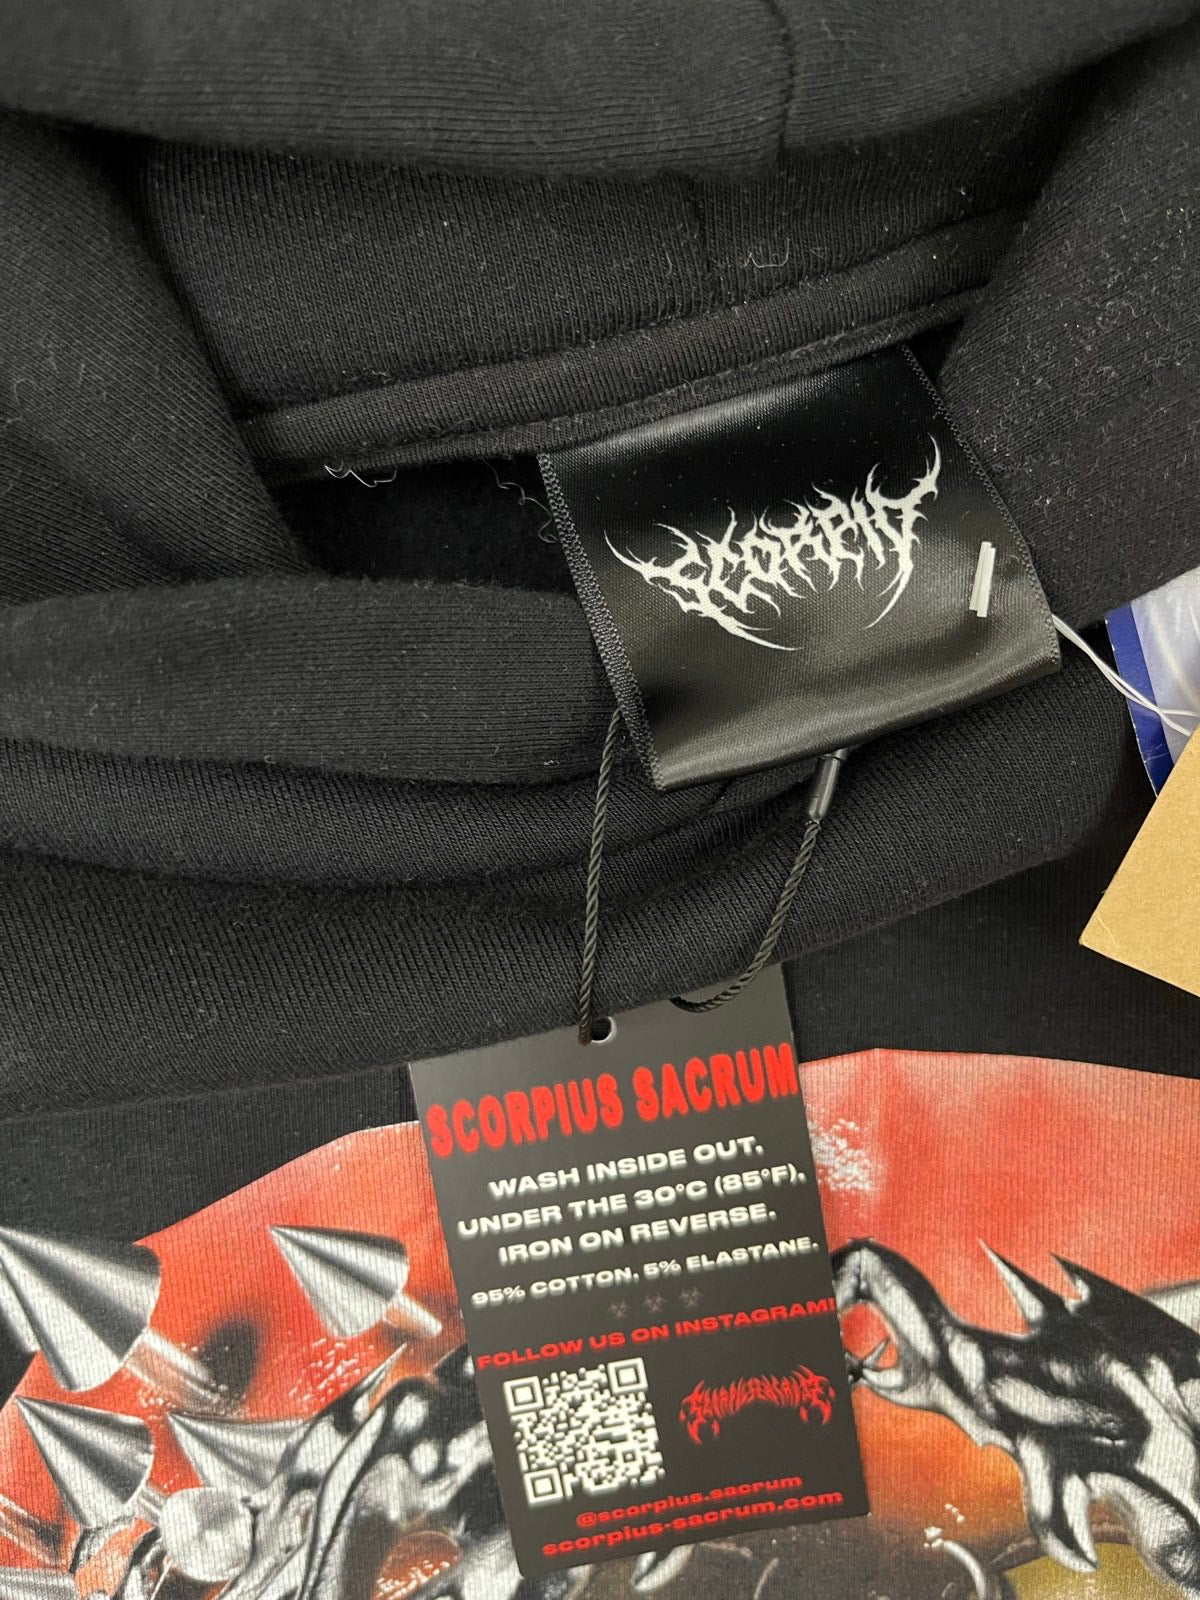 SCORPIO
SCORPIUS SACRUM
WASH INSIDE OUT,
UNDER THE 30°C (85°F).
IRON ON REVERSE.
95% COTTON, 5% ELASTANE.
FOLLOW US ON INSTAGRAM!
@scorpius.sacrum
scorpius-sacrum.com